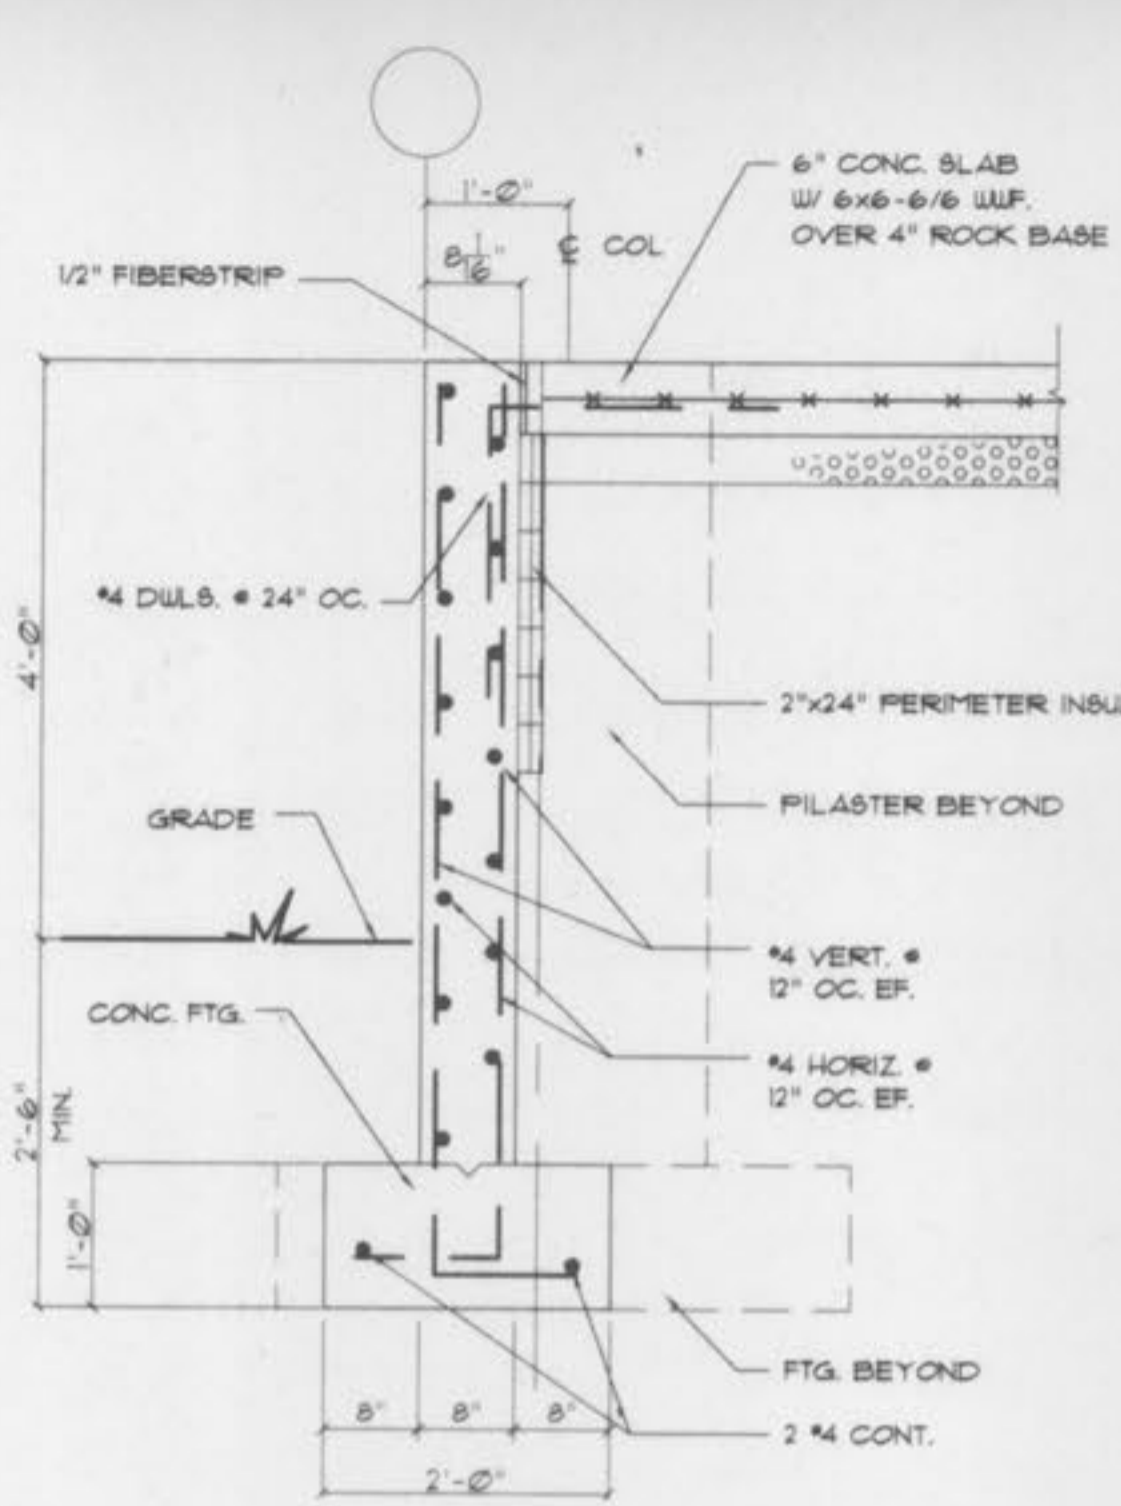 1'-0"
8 1/16"
℄ COL
6" CONC. SLAB
W/ 6x6-6/6 WWF.
OVER 4" ROCK BASE
1/2" FIBERSTRIP
#4 DWLS. @ 24" OC.
4'-0"
2"x24" PERIMETER INSU
PILASTER BEYOND
GRADE
#4 VERT. @
12" OC. EF.
CONC. FTG.
#4 HORIZ. @
12" OC. EF.
2'-6"
MIN.
1'-0"
FTG. BEYOND
8" 8" 8"
2 #4 CONT.
2'-0"